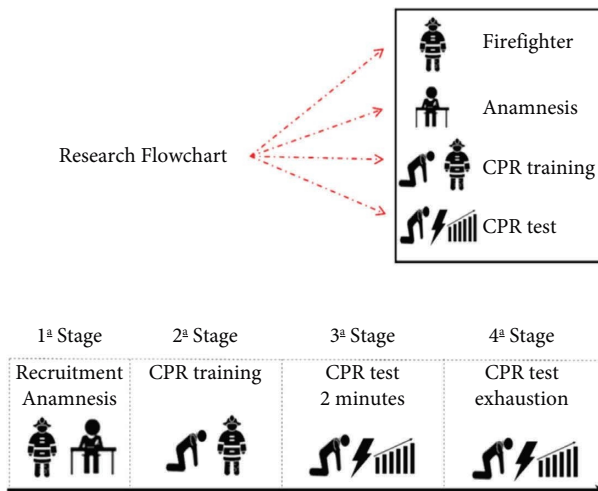 Firefighter
Anamnesis
Research Flowchart
CPR training
CPR test
1ª Stage
2ª Stage
3ª Stage
4ª Stage
Recruitment
Anamnesis
CPR training
CPR test
2 minutes
CPR test
exhaustion